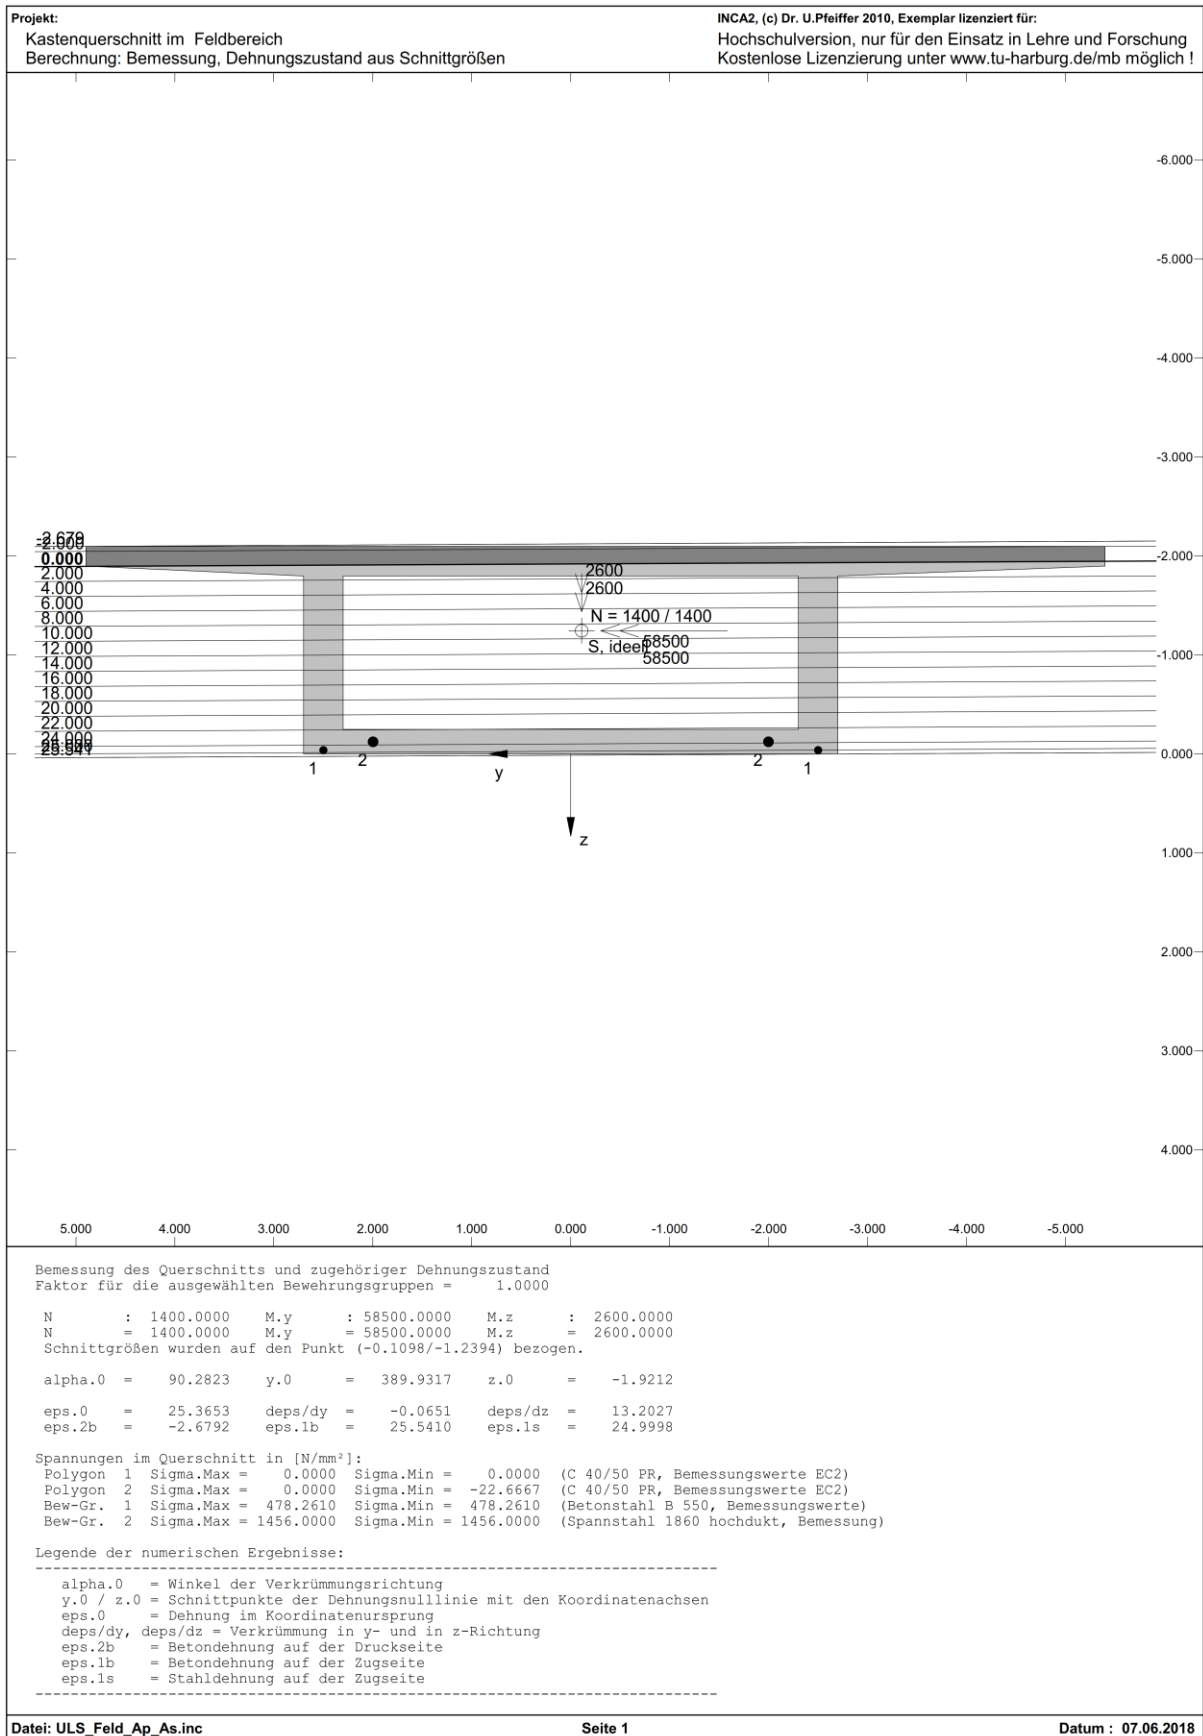 Projekt:
Kastenquerschnitt im Feldbereich
Berechnung: Bemessung, Dehnungszustand aus Schnittgrößen
INCA2, (c) Dr. U.Pfeiffer 2010, Exemplar lizenziert für:
Hochschulversion, nur für den Einsatz in Lehre und Forschung
Kostenlose Lizenzierung unter www.tu-harburg.de/mb möglich !
-6.000
-5.000
-4.000
-3.000
-2.000
-1.000
0.000
1.000
2.000
3.000
4.000
-2.679
-2.000
0.000
2.000
4.000
6.000
8.000
10.000
12.000
14.000
16.000
18.000
20.000
22.000
24.000
25.541
2600
2600
N = 1400 / 1400
S, ideell
58500
58500
1
2
2
1
y
z
5.000 4.000 3.000 2.000 1.000 0.000 -1.000 -2.000 -3.000 -4.000 -5.000
Bemessung des Querschnitts und zugehöriger Dehnungszustand
Faktor für die ausgewählten Bewehrungsgruppen = 1.0000
N : 1400.0000 M.y : 58500.0000 M.z : 2600.0000
N = 1400.0000 M.y = 58500.0000 M.z = 2600.0000
Schnittgrößen wurden auf den Punkt (-0.1098/-1.2394) bezogen.
alpha.0 = 90.2823 y.0 = 389.9317 z.0 = -1.9212
eps.0 = 25.3653 deps/dy = -0.0651 deps/dz = 13.2027
eps.2b = -2.6792 eps.1b = 25.5410 eps.1s = 24.9998
Spannungen im Querschnitt in [N/mm²]:
Polygon 1 Sigma.Max = 0.0000 Sigma.Min = 0.0000 (C 40/50 PR, Bemessungswerte EC2)
Polygon 2 Sigma.Max = 0.0000 Sigma.Min = -22.6667 (C 40/50 PR, Bemessungswerte EC2)
Bew-Gr. 1 Sigma.Max = 478.2610 Sigma.Min = 478.2610 (Betonstahl B 550, Bemessungswerte)
Bew-Gr. 2 Sigma.Max = 1456.0000 Sigma.Min = 1456.0000 (Spannstahl 1860 hochdukt, Bemessung)
Legende der numerischen Ergebnisse:
alpha.0 = Winkel der Verkrümmungsrichtung
y.0 / z.0 = Schnittpunkte der Dehnungsnulllinie mit den Koordinatenachsen
eps.0 = Dehnung im Koordinatenursprung
deps/dy, deps/dz = Verkrümmung in y- und in z-Richtung
eps.2b = Betondehnung auf der Druckseite
eps.1b = Betondehnung auf der Zugseite
eps.1s = Stahldehnung auf der Zugseite
Datei: ULS_Feld_Ap_As.inc
Seite 1
Datum : 07.06.2018